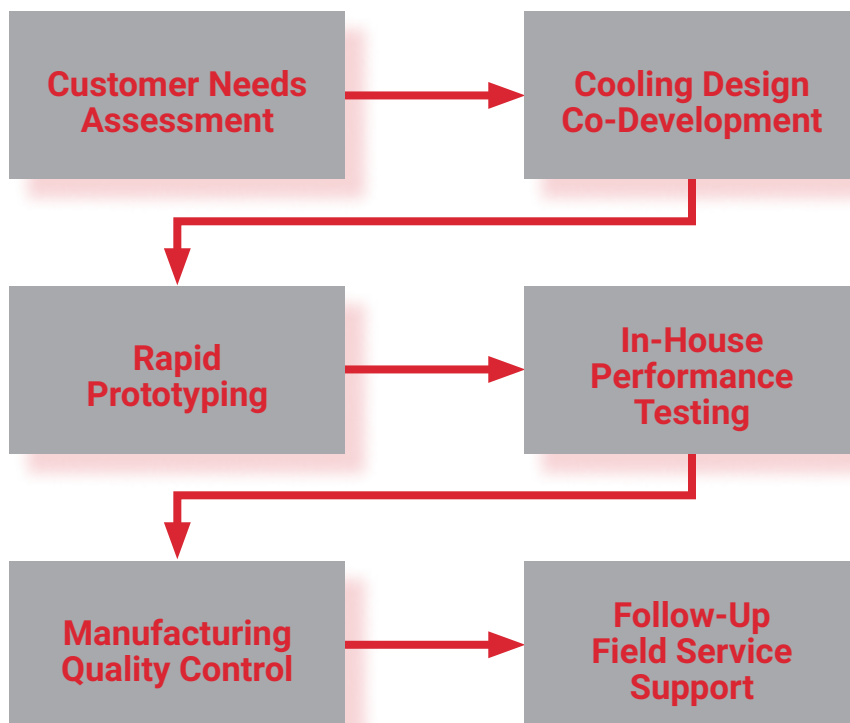 Customer Needs
Assessment
Cooling Design
Co-Development
Rapid
Prototyping
In-House
Performance
Testing
Manufacturing
Quality Control
Follow-Up
Field Service
Support